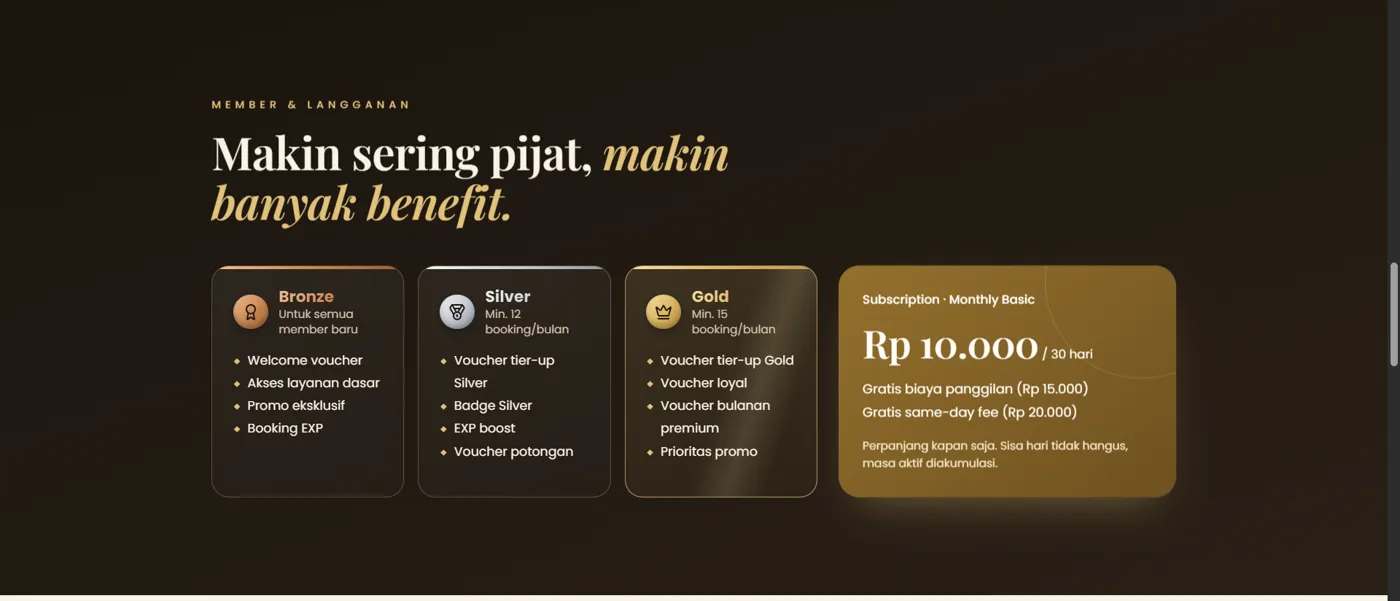 MEMBER & LANGGANAN
Makin sering pijat, makin
banyak benefit.
Bronze
Untuk semua
member baru
Welcome voucher
Akses layanan dasar
Promo eksklusif
Booking EXP
Silver
Min. 12
booking/bulan
Voucher tier-up
Silver
Badge Silver
EXP boost
Voucher potongan
Gold
Min. 15
booking/bulan
Voucher tier-up Gold
Voucher loyal
Voucher bulanan
premium
Prioritas promo
Subscription · Monthly Basic
Rp 10.000 / 30 hari
Gratis biaya panggilan (Rp 15.000)
Gratis same-day fee (Rp 20.000)
Perpanjang kapan saja. Sisa hari tidak hangus,
masa aktif diakumulasi.